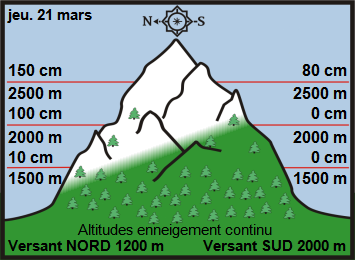 jeu. 21 mars
N S
150 cm 80 cm
2500 m 2500 m
100 cm 0 cm
2000 m 2000 m
10 cm 0 cm
1500 m 1500 m
Altitudes enneigement continu
Versant NORD 1200 m Versant SUD 2000 m